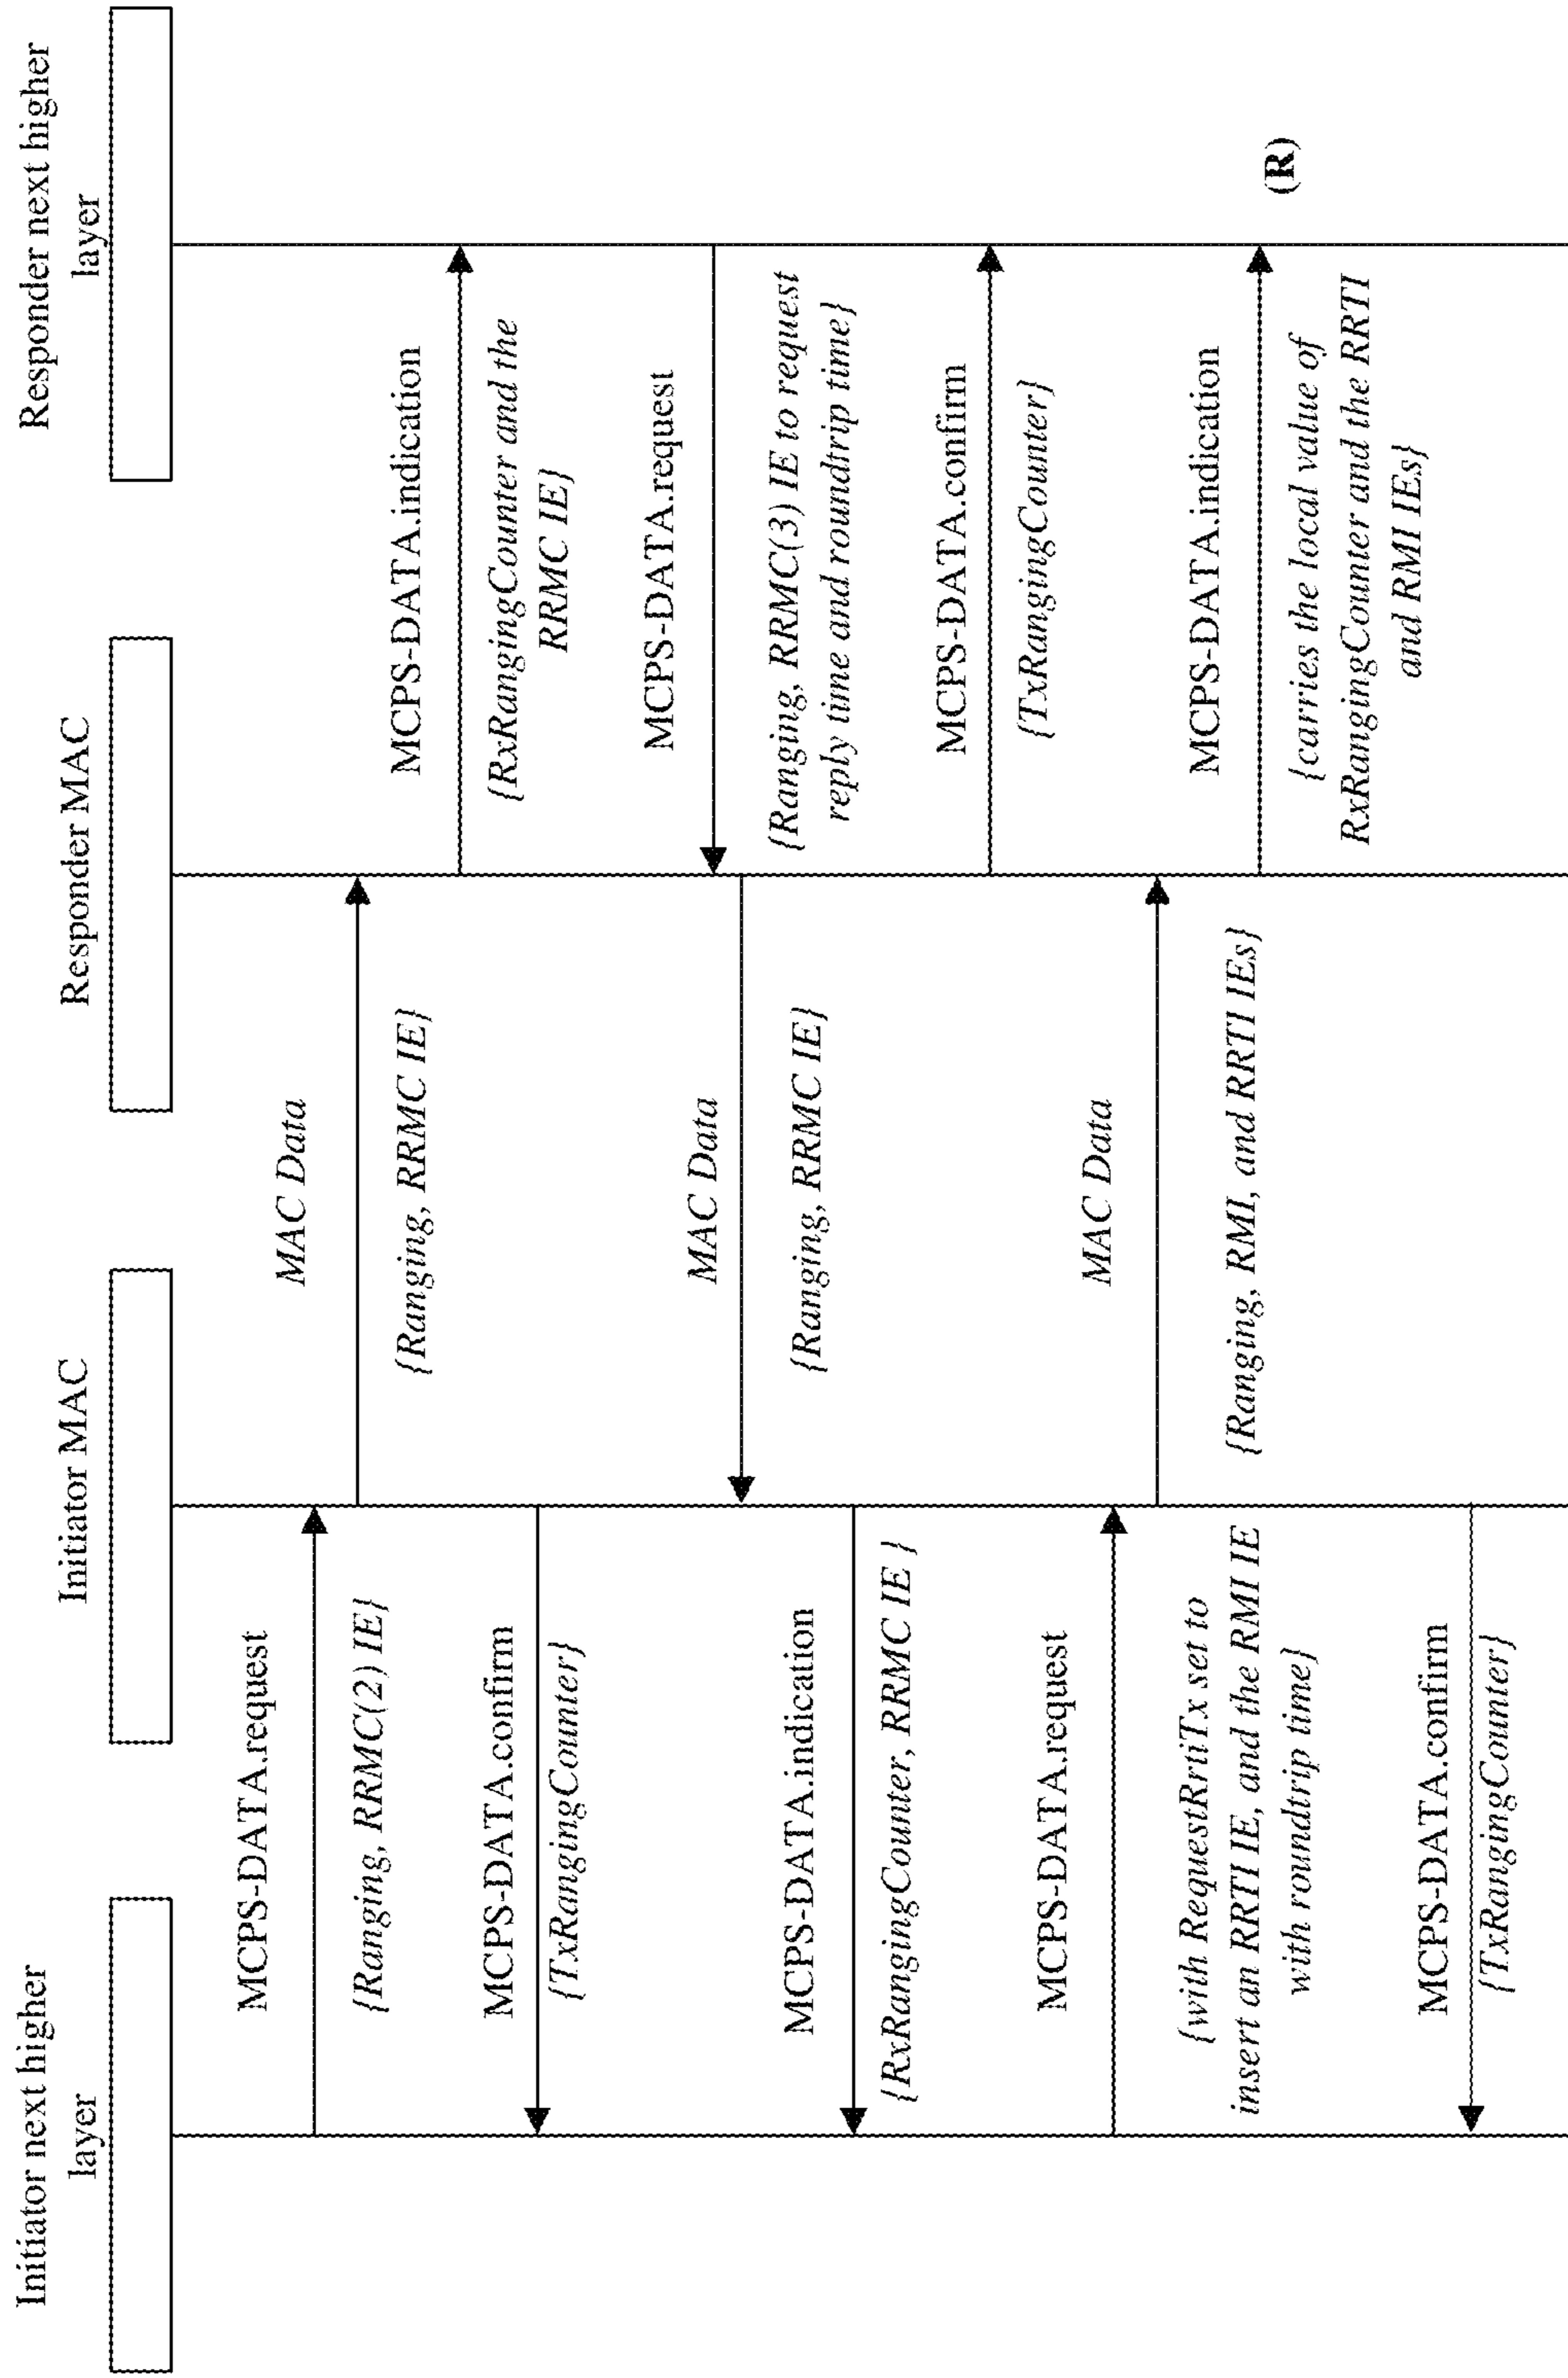 Initiator next higher
layer
Initiator MAC
Responder MAC
Responder next higher
layer
MCPS-DATA.request
{Ranging, RRMC(2) IE}
MAC Data
{Ranging, RRMC IE}
MCPS-DATA.indication
{RxRangingCounter and the
RRMC IE}
MCPS-DATA.confirm
{TxRangingCounter}
MCPS-DATA.request
{Ranging, RRMC(3) IE to request
reply time and roundtrip time}
MAC Data
{Ranging, RRMC IE}
MCPS-DATA.indication
{RxRangingCounter, RRMC IE }
MCPS-DATA.confirm
{TxRangingCounter}
MCPS-DATA.request
{with RequestRrtiTx set to
insert an RRTI IE, and the RMI IE
with roundtrip time}
MAC Data
{Ranging, RMI, and RRTI IEs}
MCPS-DATA.indication
{carries the local value of
RxRangingCounter and the RRTI
and RMI IEs}
(R)
MCPS-DATA.confirm
{TxRangingCounter}